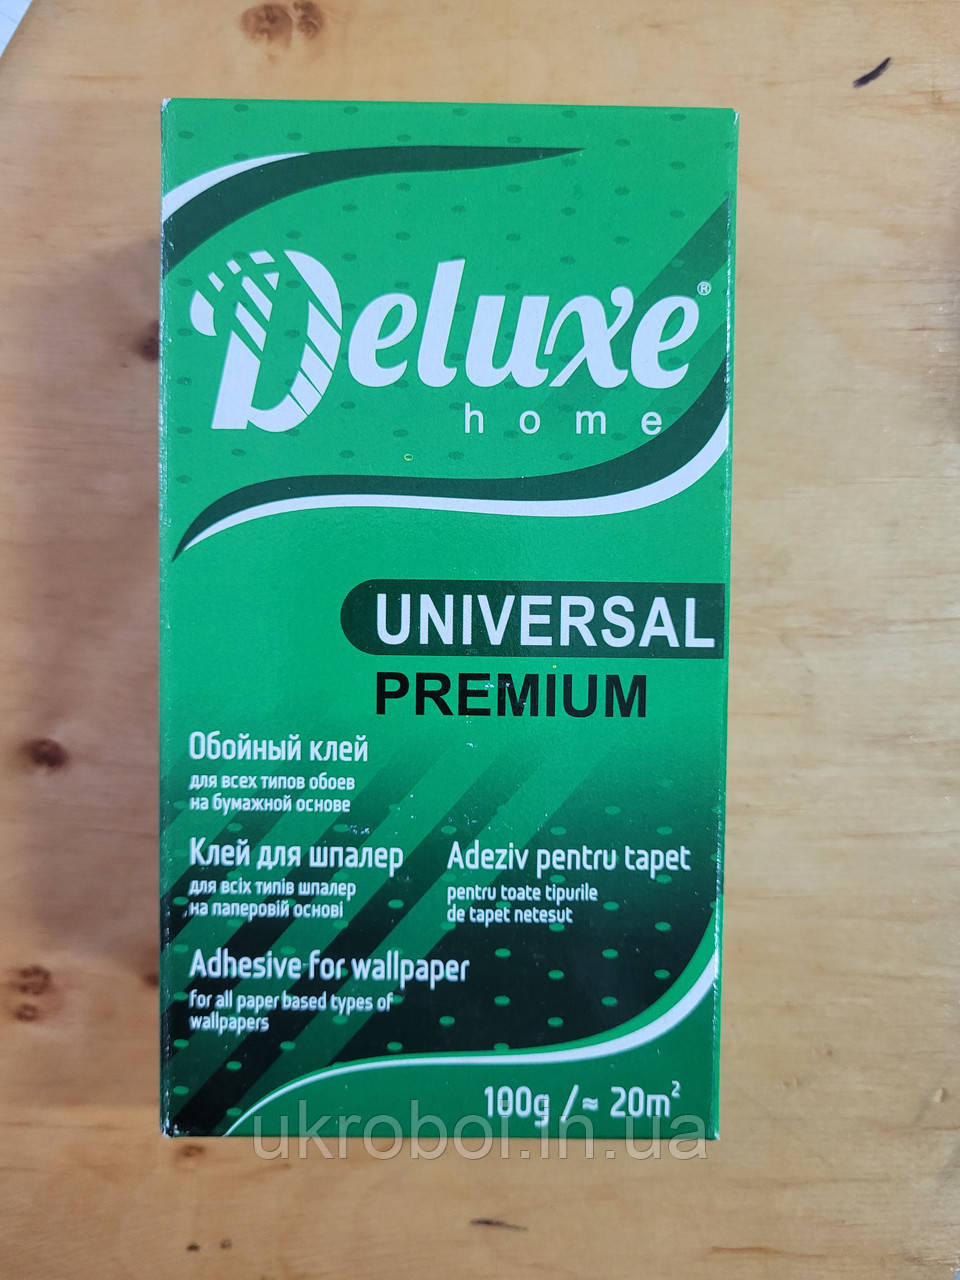 Deluxe®
home
UNIVERSAL
PREMIUM
Обойный клей
для всех типов обоев
на бумажной основе
Клей для шпалер
для всіх типів шпалер
на паперовій основі
Adeziv pentru tapet
pentru toate tipurile
de tapet netesut
Adhesive for wallpaper
for all paper based types of
wallpapers
100g / ≈ 20m²
ukrobol.in.ua